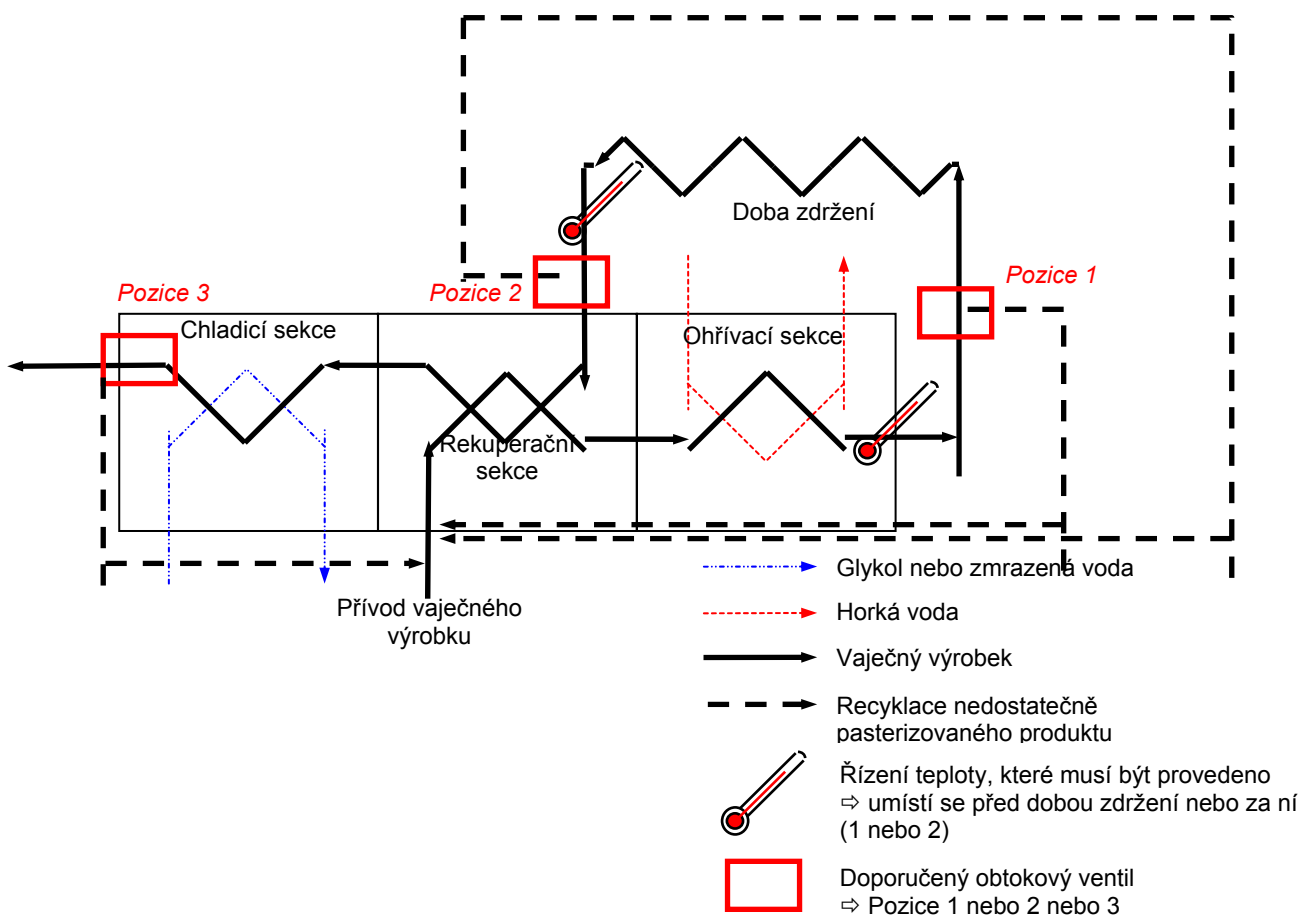 Doba zdržení
Pozice 3
Pozice 2
Pozice 1
Chladicí sekce
Ohřívací sekce
Rekuperační
sekce
Přívod vaječného
výrobku
Glykol nebo zmrazená voda
Horká voda
Vaječný výrobek
Recyklace nedostatečně
pasterizovaného produktu
Řízení teploty, které musí být provedeno
⇨ umístí se před dobou zdržení nebo za ní
(1 nebo 2)
Doporučený obtokový ventil
⇨ Pozice 1 nebo 2 nebo 3